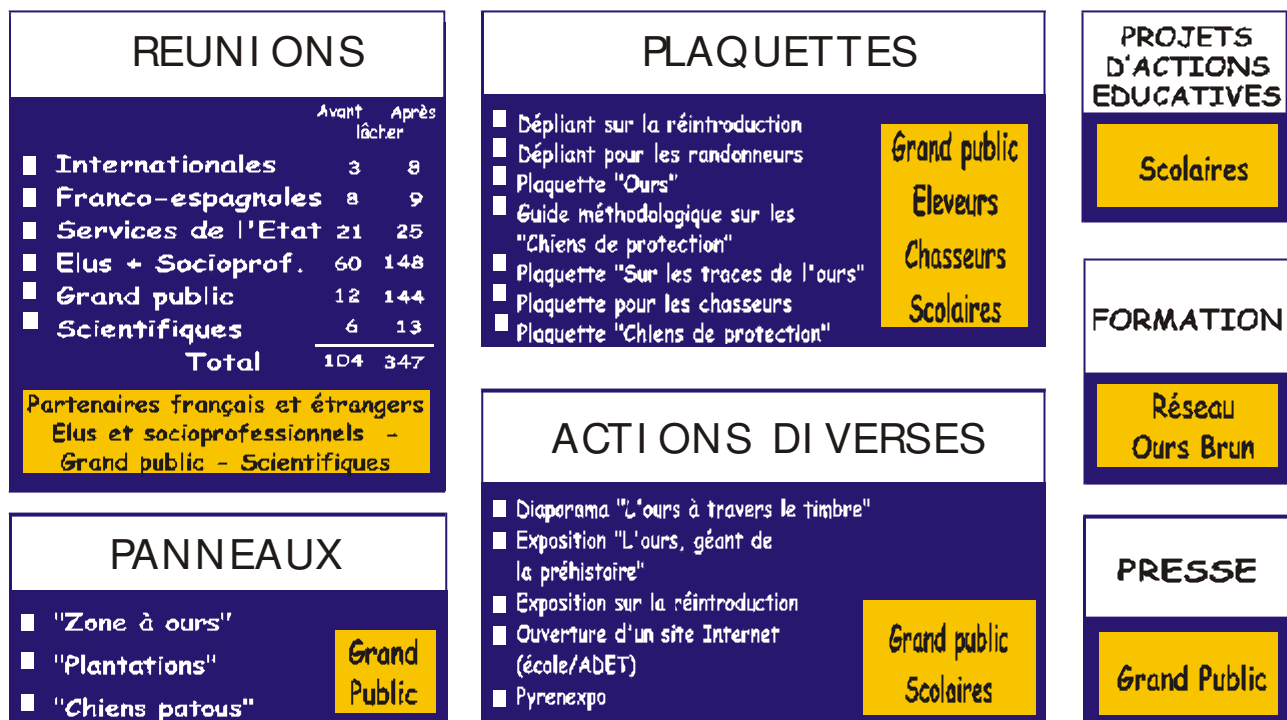 REUNIONS
Avant Après
lâcher
Internationales 3 8
Franco-espagnoles 8 9
Services de l'Etat 21 25
Elus + Socioprof. 60 148
Grand public 12 144
Scientifiques 6 13
Total 104 347
Partenaires français et étrangers
Elus et socioprofessionnels -
Grand public - Scientifiques
PANNEAUX
"Zone à ours"
"Plantations"
"Chiens patous"
Grand
Public
PLAQUETTES
Dépliant sur la réintroduction
Dépliant pour les randonneurs
Plaquette "Ours"
Guide méthodologique sur les
"Chiens de protection"
Plaquette "Sur les traces de l'ours"
Plaquette pour les chasseurs
Plaquette "Chiens de protection"
Grand public
Eleveurs
Chasseurs
Scolaires
ACTIONS DIVERSES
Diaporama "L'ours à travers le timbre"
Exposition "L'ours, géant de
la préhistoire"
Exposition sur la réintroduction
Ouverture d'un site Internet
(école/ADET)
Pyrenexpo
Grand public
Scolaires
PROJETS
D'ACTIONS
EDUCATIVES
Scolaires
FORMATION
Réseau
Ours Brun
PRESSE
Grand Public